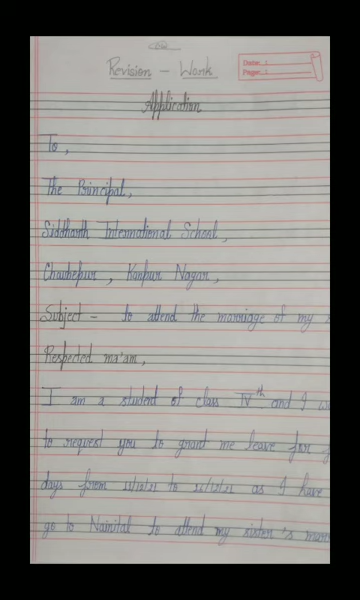 Revision - Work
Date:
Page:
Application
To,
The Principal,
Siddhanth International School,
Chaubepur, Kanpur Nagar,
Subject - to attend the marriage of my
Respected ma'am,
I am a student of class IVth and I
to request you to grant me leave for
days from to as I have
go to Nainital to attend my sister's